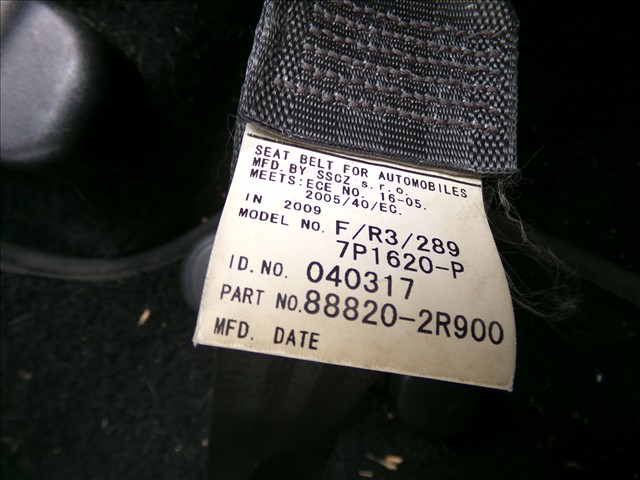 SEAT BELT FOR AUTOMOBILES
MFD. BY SSCZ s. r. o.
MEETS: ECE NO. 16-05.
2005/40/EC.
IN 2009
MODEL NO. F/R3/289
7P1620-P
ID. NO. 040317
PART NO. 88820-2R900
MFD. DATE